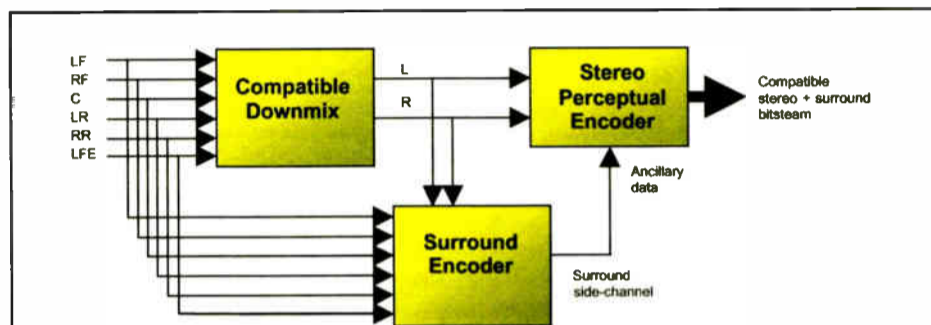 LF
RF
C
LR
RR
LFE
Compatible
Downmix
L
R
Stereo
Perceptual
Encoder
Compatible
stereo + surround
bitsteam
Ancillary
data
Surround
Encoder
Surround
side-channel